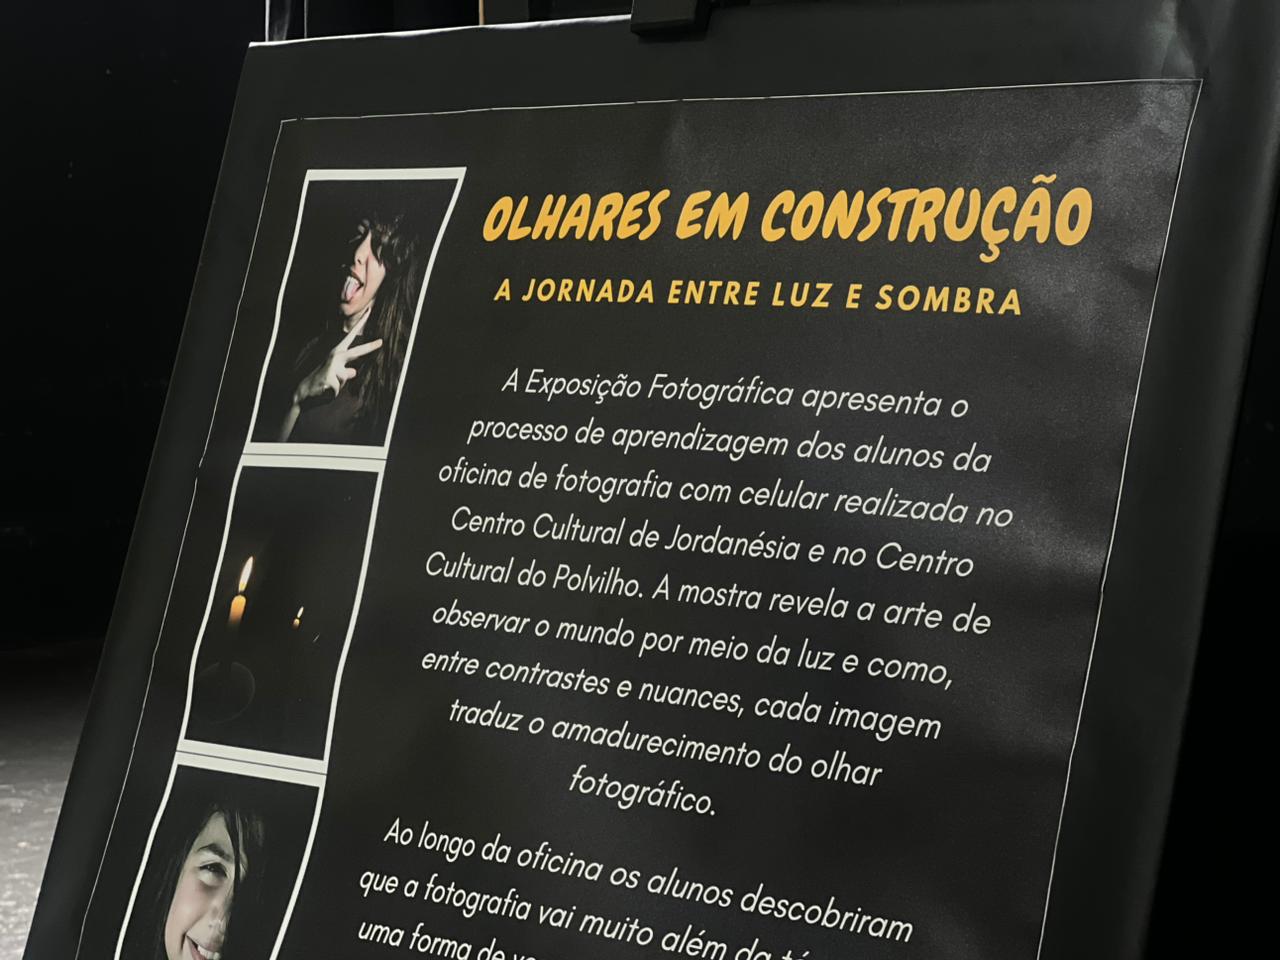 OLHARES EM CONSTRUÇÃO
A JORNADA ENTRE LUZ E SOMBRA
A Exposição Fotográfica apresenta o
processo de aprendizagem dos alunos da
oficina de fotografia com celular realizada no
Centro Cultural de Jordanésia e no Centro
Cultural do Polvilho. A mostra revela a arte de
observar o mundo por meio da luz e como,
entre contrastes e nuances, cada imagem
traduz o amadurecimento do olhar
fotográfico.
Ao longo da oficina os alunos descobriram
que a fotografia vai muito além da
uma forma de